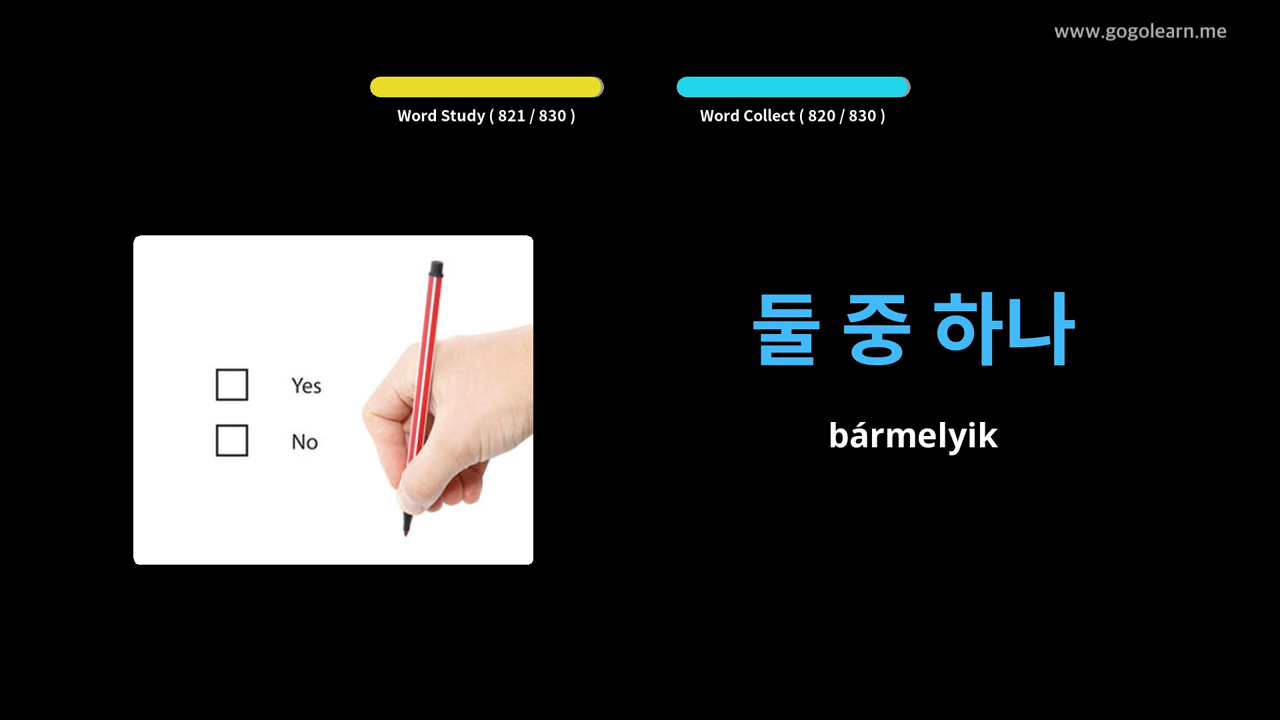 www.gogolearn.me
Word Study ( 821 / 830 )
Word Collect ( 820 / 830 )
Yes
No
둘 중 하나
bármelyik